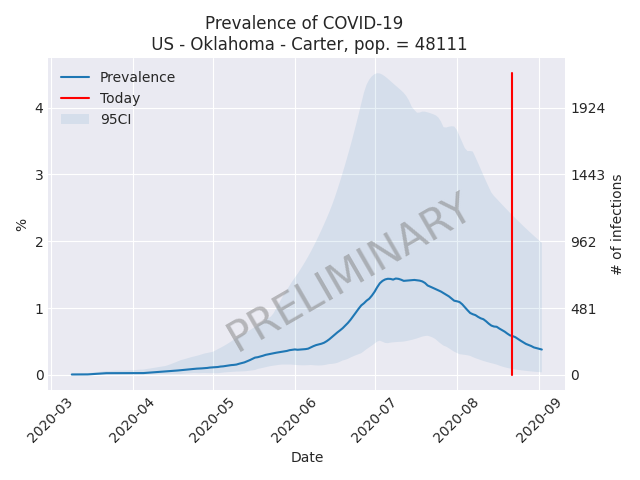 Prevalence of COVID-19
US - Oklahoma - Carter, pop. = 48111
Prevalence
Today
95CI
PRELIMINARY
%
4
3
2
1
0
1924
1443
962
481
0
# of infections
2020-03
2020-04
2020-05
2020-06
2020-07
2020-08
2020-09
Date